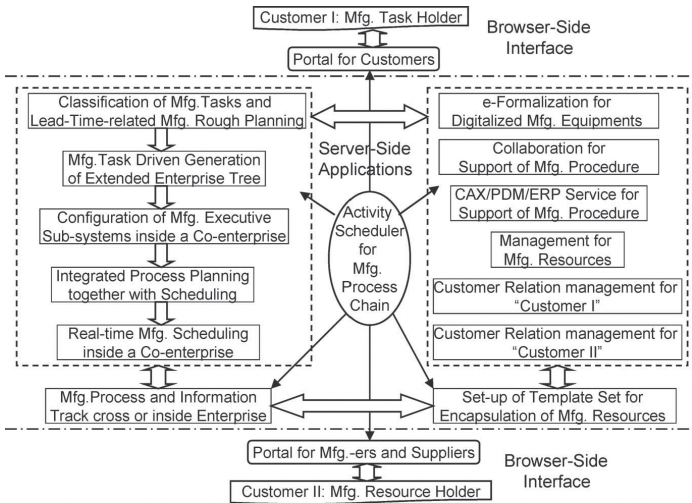 Customer I: Mfg. Task Holder
Browser-Side
Interface
Portal for Customers
Classification of Mfg.Tasks and
Lead-Time-related Mfg. Rough Planning
Mfg.Task Driven Generation
of Extended Enterprise Tree
Configuration of Mfg. Executive
Sub-systems inside a Co-enterprise
Integrated Process Planning
together with Scheduling
Real-time Mfg. Scheduling
inside a Co-enterprise
Mfg.Process and Information
Track cross or inside Enterprise
Server-Side
Applications
Activity
Scheduler
for
Mfg.
Process
Chain
e-Formalization for
Digitalized Mfg. Equipments
Collaboration for
Support of Mfg. Procedure
CAX/PDM/ERP Service for
Support of Mfg. Procedure
Management for
Mfg. Resources
Customer Relation management for
“Customer I”
Customer Relation management for
“Customer II”
Set-up of Template Set for
Encapsulation of Mfg. Resources
Portal for Mfg.-ers and Suppliers
Browser-Side
Interface
Customer II: Mfg. Resource Holder